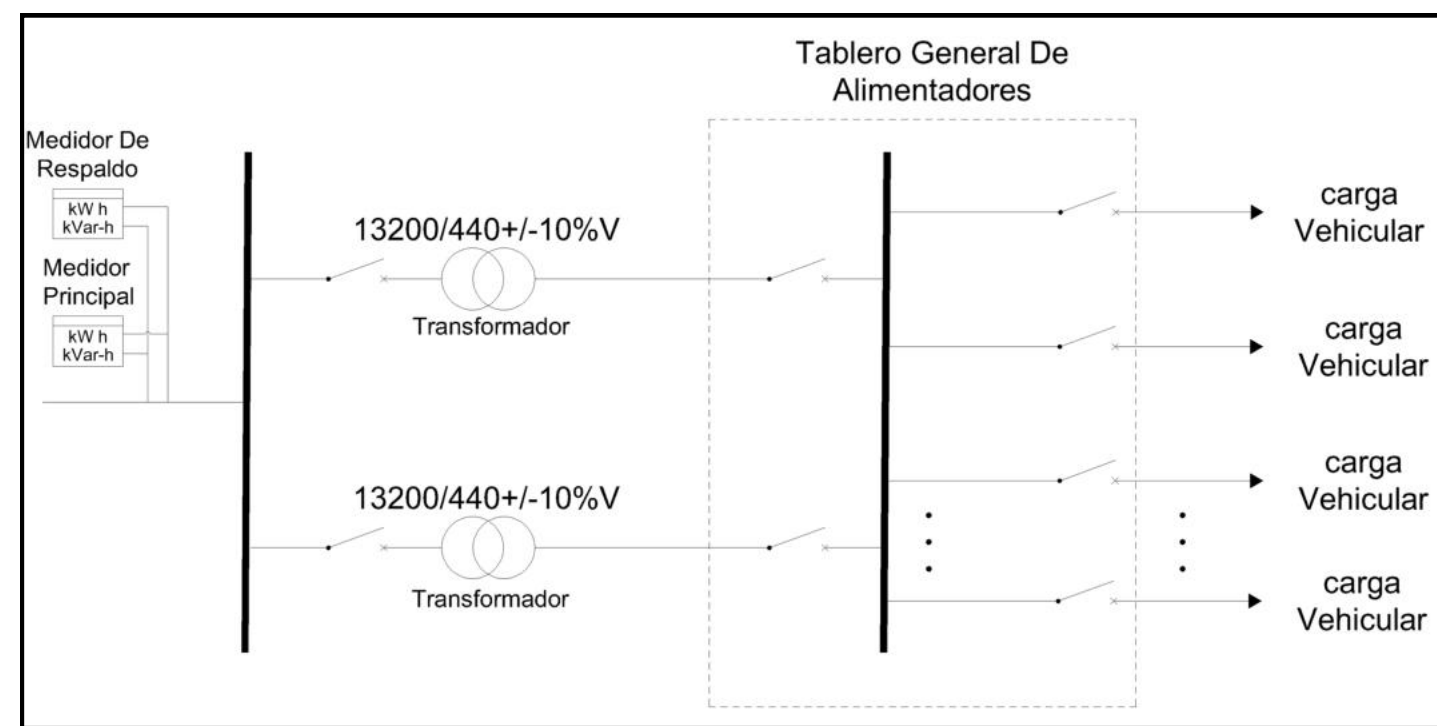 Tablero General De
Alimentadores
Medidor De
Respaldo
kW h
kVar-h
Medidor
Principal
kW h
kVar-h
13200/440+/-10%V
Transformador
13200/440+/-10%V
Transformador
carga
Vehicular
carga
Vehicular
carga
Vehicular
carga
Vehicular